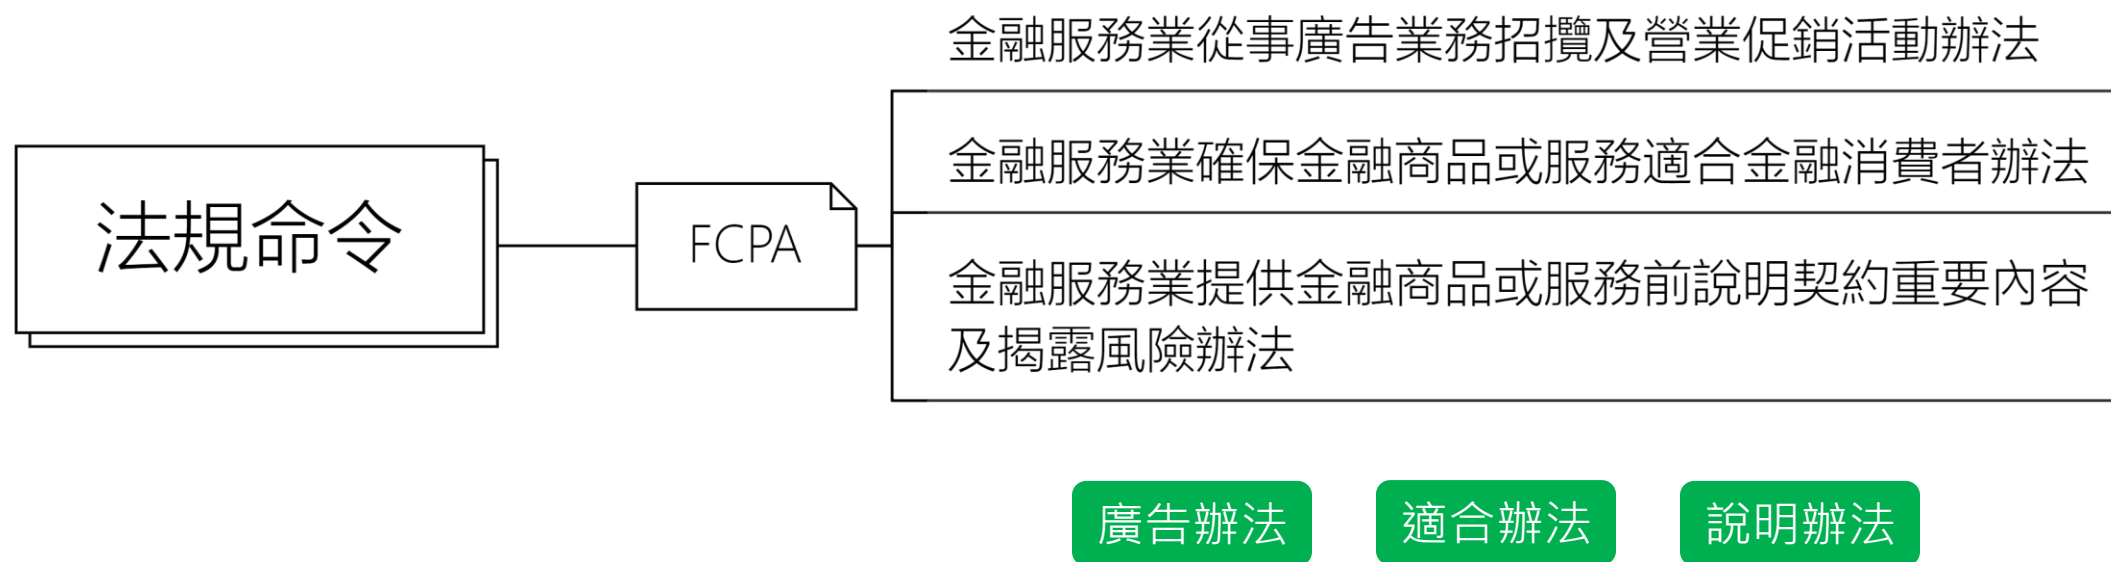 金融服務業從事廣告業務招攬及營業促銷活動辦法
金融服務業確保金融商品或服務適合金融消費者辦法
法規命令
FCPA
金融服務業提供金融商品或服務前說明契約重要內容
及揭露風險辦法
廣告辦法
適合辦法
說明辦法